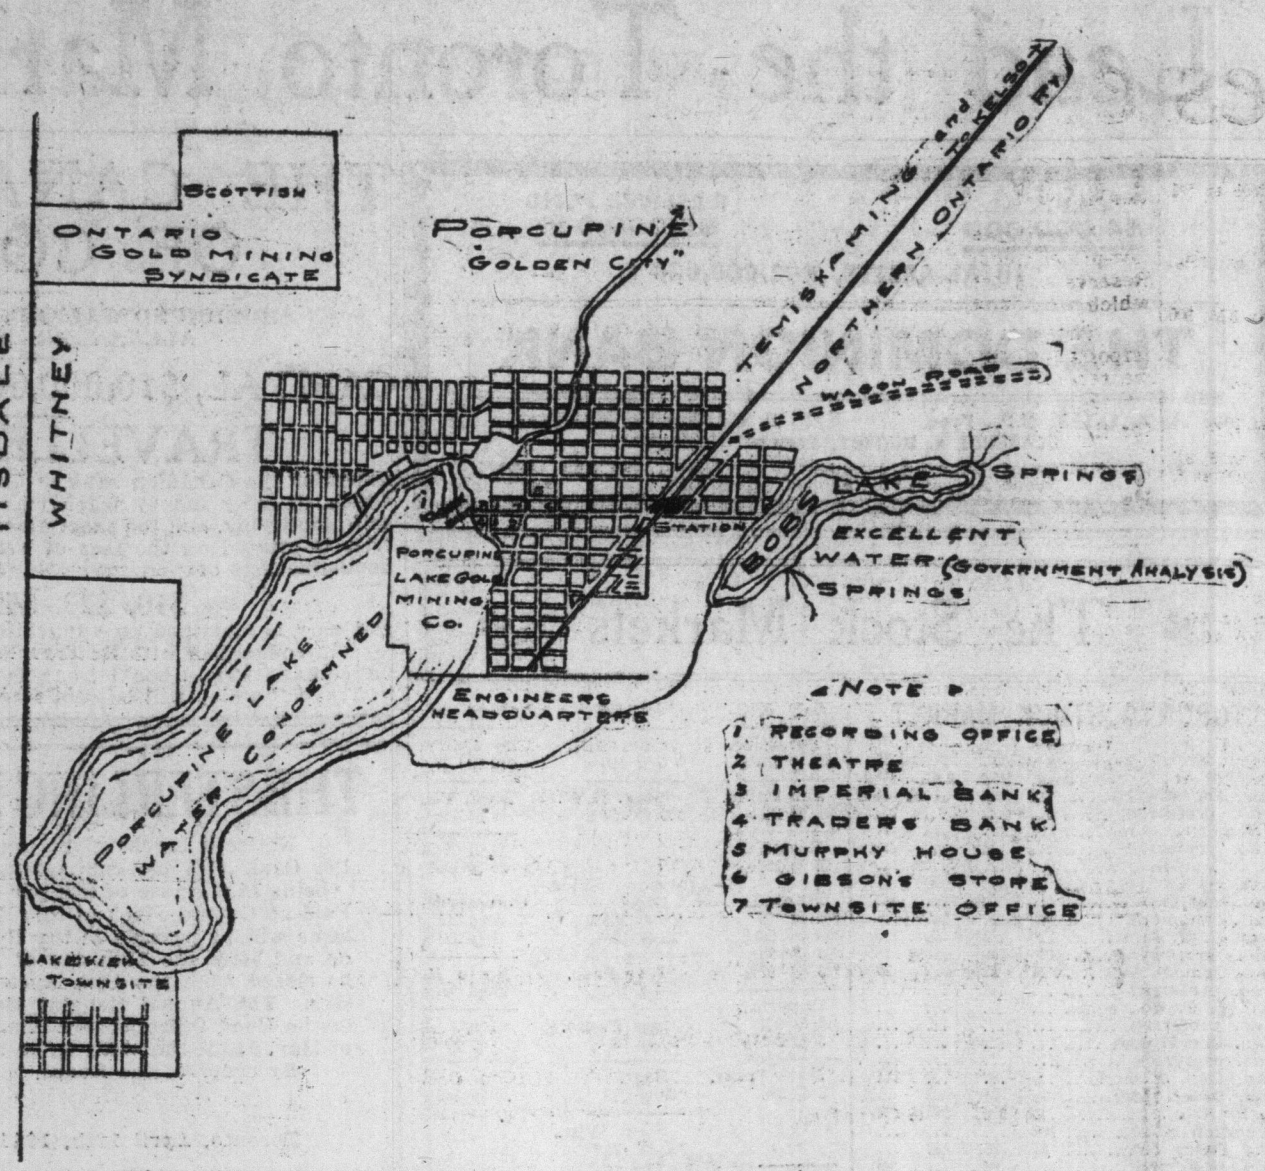 SCOTTISH
ONTARIO
GOLD MINING
SYNDICATE
WHITNEY
PORCUPINE
"GOLDEN CITY"
TEMISKAMING and
NORTHERN ONTARIO RY
TO KELSO
WAGON ROAD
BOBS LAKE
SPRINGS
EXCELLENT
WATER (GOVERNMENT ANALYSIS)
SPRINGS
STATION
PORCUPINE
LAKE GOLD
MINING
CO.
ENGINEERS
HEADQUARTERS
PORCUPINE LAKE
WATER CONDEMNED
LAKEVIEW
TOWNSITE
NOTE
1 RECORDING OFFICE
2 THEATRE
3 IMPERIAL BANK
4 TRADERS BANK
5 MURPHY HOUSE
6 GIBSON'S STORE
7 TOWNSITE OFFICE